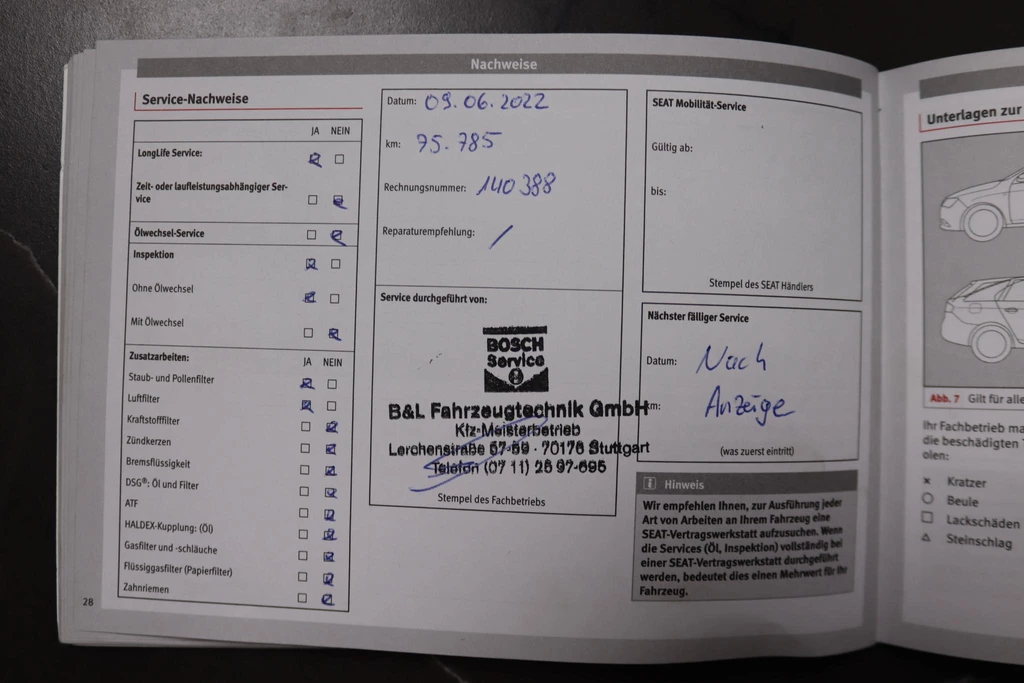 Nachweise
Service-Nachweise
JA NEIN
LongLife Service:
Zeit- oder laufleistungsabhängiger Ser-
vice
Ölwechsel-Service
Inspektion
Ohne Ölwechsel
Mit Ölwechsel
Zusatzarbeiten: JA NEIN
Staub- und Pollenfilter
Luftfilter
Kraftstofffilter
Zündkerzen
Bremsflüssigkeit
DSG®: Öl und Filter
ATF
HALDEX-Kupplung: (Öl)
Gasfilter und -schläuche
Flüssiggasfilter (Papierfilter)
Zahnriemen
28
Datum: 09.06.2022
km: 75.785
Rechnungsnummer: 140388
Reparaturempfehlung: /
Service durchgeführt von:
BOSCH
Service
B&L Fahrzeugtechnik GmbH
Kfz-Meisterbetrieb
Lerchenstraße 57-59 · 70176 Stuttgart
Telefon (07 11) 26 97-695
Stempel des Fachbetriebs
SEAT Mobilität-Service
Gültig ab:
bis:
Stempel des SEAT Händlers
Nächster fälliger Service
Datum: Nach
km: Anzeige
(was zuerst eintritt)
i Hinweis
Wir empfehlen Ihnen, zur Ausführung jeder
Art von Arbeiten an Ihrem Fahrzeug eine
SEAT-Vertragswerkstatt aufzusuchen. Wenn
die Services (Öl, Inspektion) vollständig bei
einer SEAT-Vertragswerkstatt durchgeführt
werden, bedeutet dies einen Mehrwert für Ihr
Fahrzeug.
Unterlagen zur
Abb. 7 Gilt für alle
Ihr Fachbetrieb ma
die beschädigten
olen:
× Kratzer
○ Beule
□ Lackschäden
△ Steinschlag